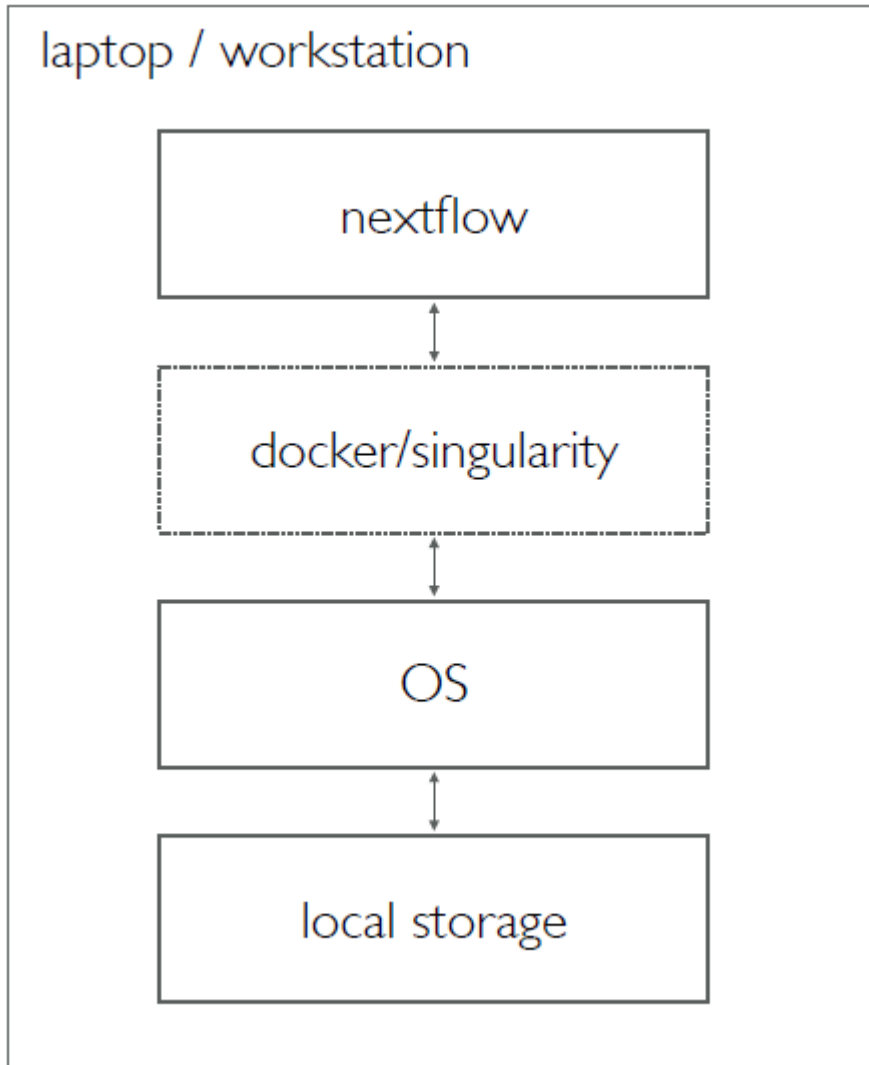 laptop / workstation
nextflow
docker/singularity
OS
local storage